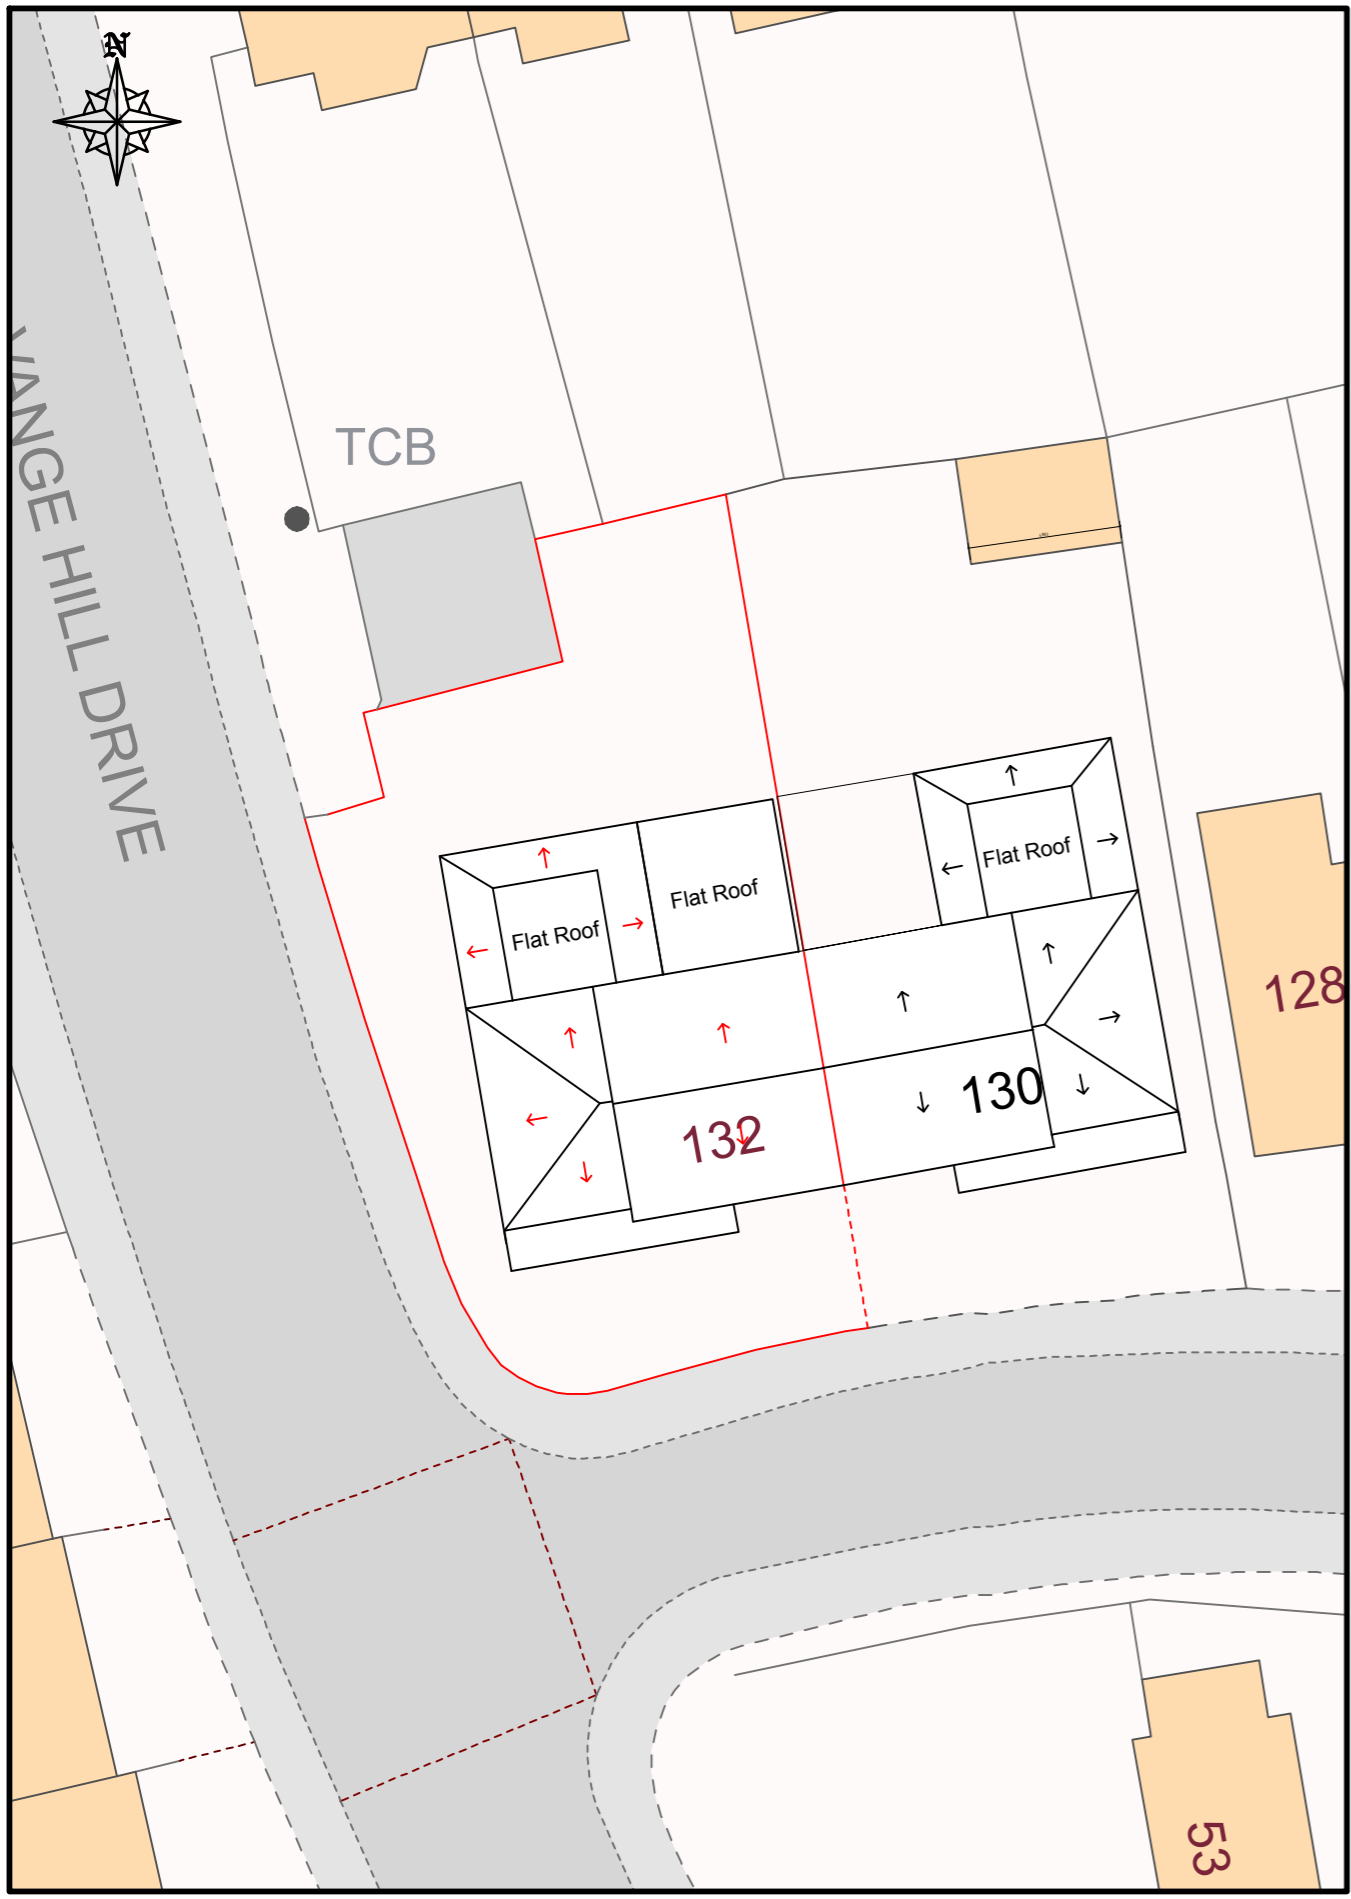 N
TCB
VANGE HILL DRIVE
Flat Roof
Flat Roof
Flat Roof
128
130
132
53